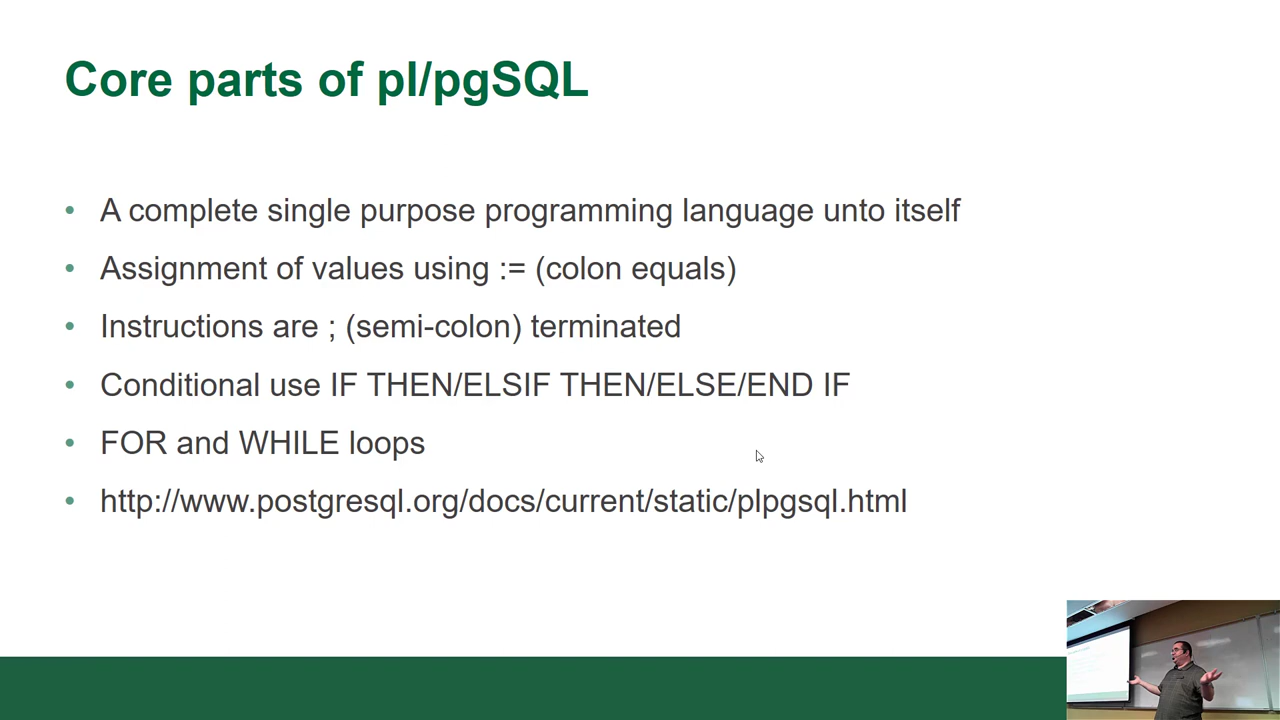 Core parts of pl/pgSQL
• A complete single purpose programming language unto itself
• Assignment of values using := (colon equals)
• Instructions are ; (semi-colon) terminated
• Conditional use IF THEN/ELSIF THEN/ELSE/END IF
• FOR and WHILE loops
• http://www.postgresql.org/docs/current/static/plpgsql.html